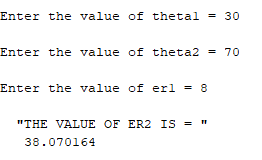 Enter the value of theta1 = 30
Enter the value of theta2 = 70
Enter the value of er1 = 8
"THE VALUE OF ER2 IS = "
38.070164